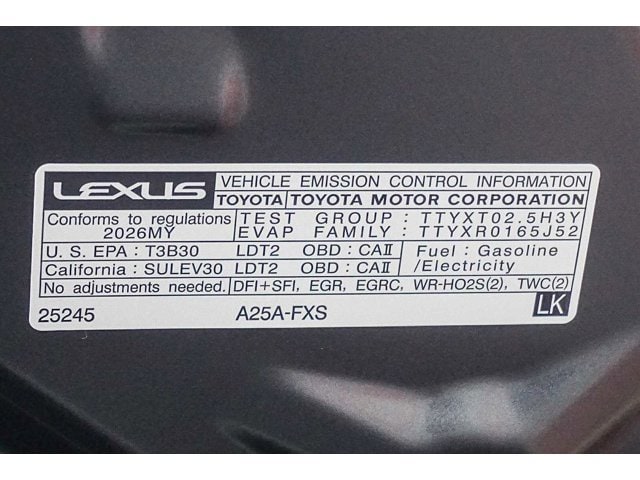 LEXUS VEHICLE EMISSION CONTROL INFORMATION
TOYOTA TOYOTA MOTOR CORPORATION
Conforms to regulations TEST GROUP : TTYXT02.5H3Y
2026MY EVAP FAMILY : TTYXR0165J52
U. S. EPA : T3B30 LDT2 OBD : CAII Fuel : Gasoline
California : SULEV30 LDT2 OBD : CAII /Electricity
No adjustments needed. DFI+SFI, EGR, EGRC, WR-HO2S(2), TWC(2)
25245 A25A-FXS LK